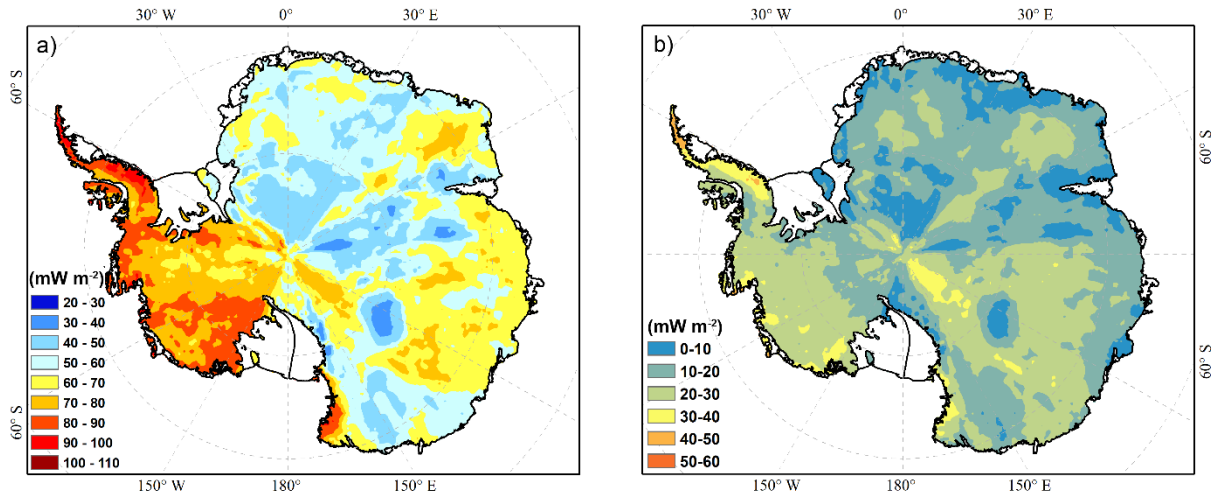 30° W 0° 30° E
a)
60° S
(mW m⁻²)
20 - 30
30 - 40
40 - 50
50 - 60
60 - 70
70 - 80
80 - 90
90 - 100
100 - 110
60° S
150° W 180° 150° E
30° W 0° 30° E
b)
60° S
(mW m⁻²)
0-10
10-20
20-30
30-40
40-50
50-60
60° S
150° W 180° 150° E